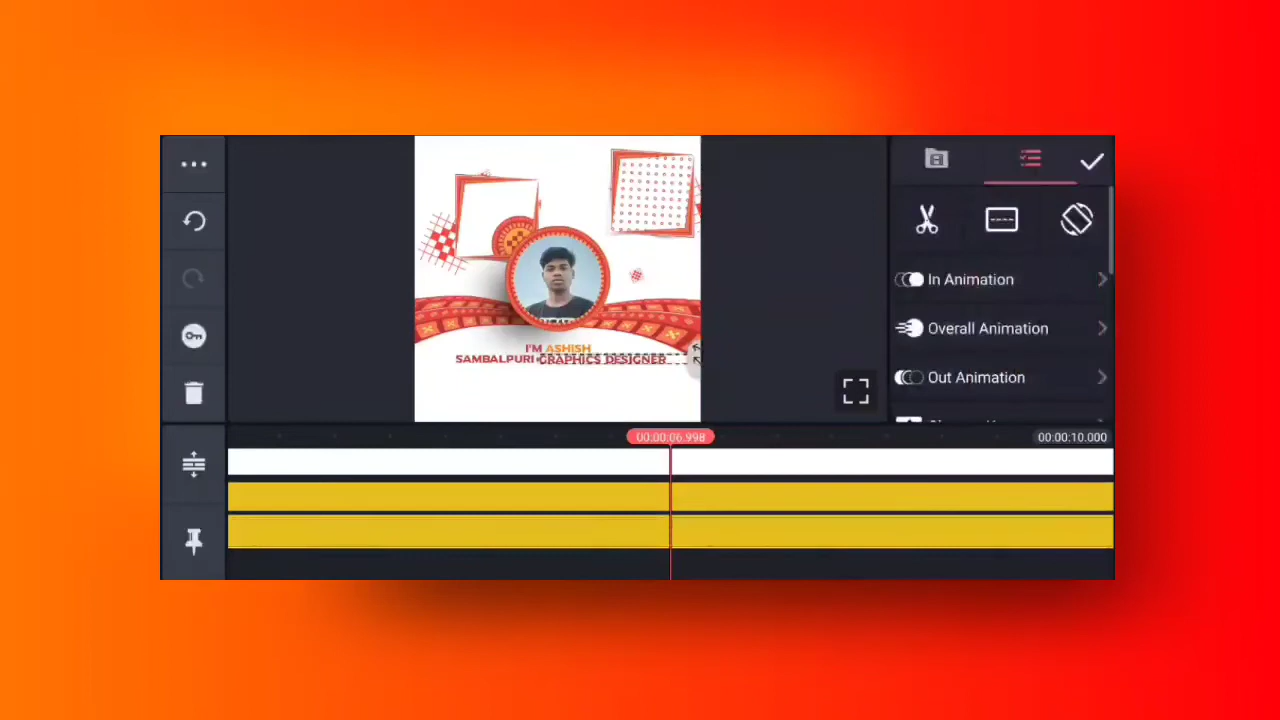 In Animation
Overall Animation
Out Animation
I'M ASHISH
SAMBALPURI GRAPHICS DESIGNER
00:00:06.998
00:00:10.000